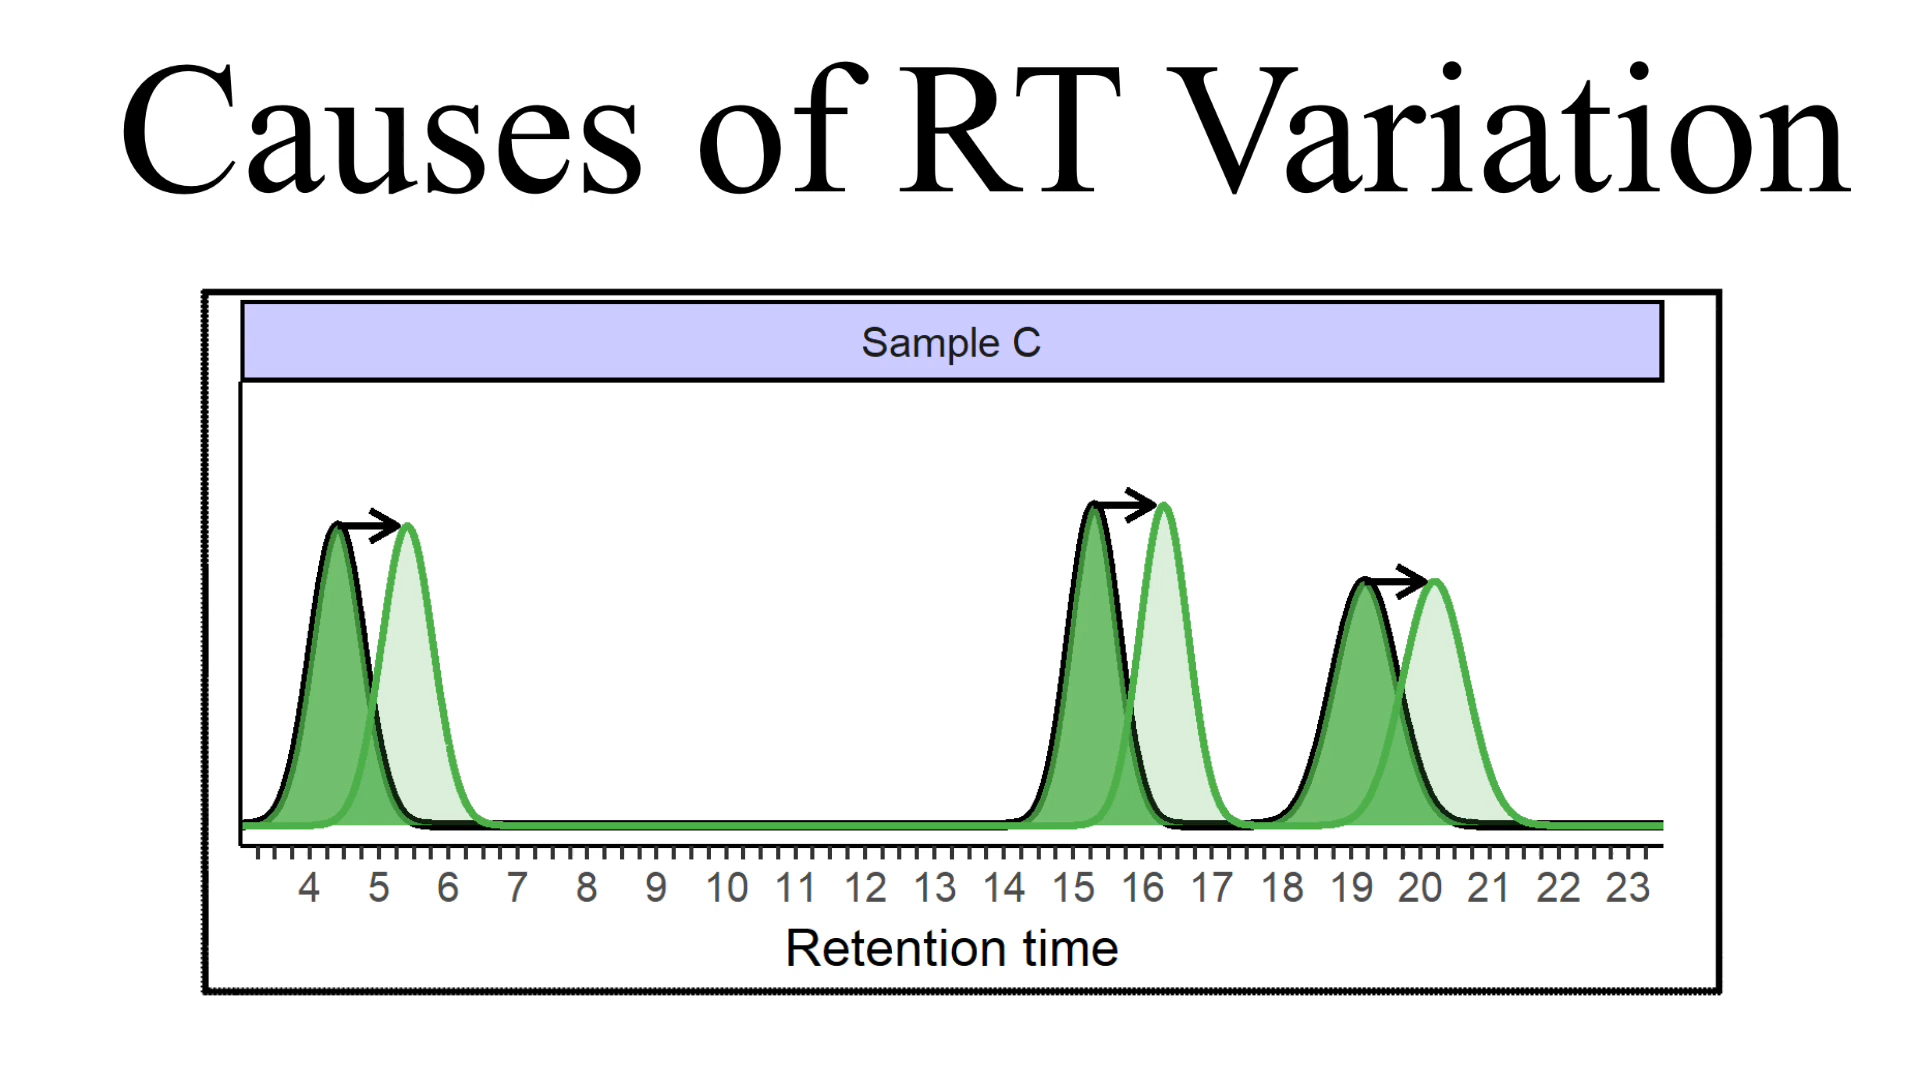 Causes of RT Variation
Sample C
4 5 6 7 8 9 10 11 12 13 14 15 16 17 18 19 20 21 22 23
Retention time